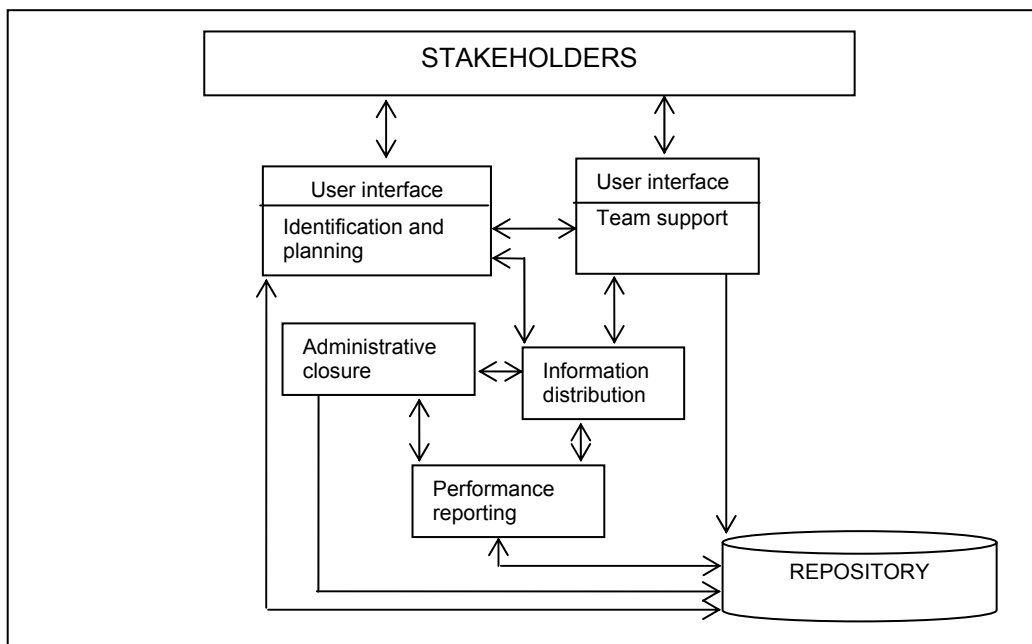 STAKEHOLDERS
User interface
Identification and
planning
User interface
Team support
Administrative
closure
Information
distribution
Performance
reporting
REPOSITORY